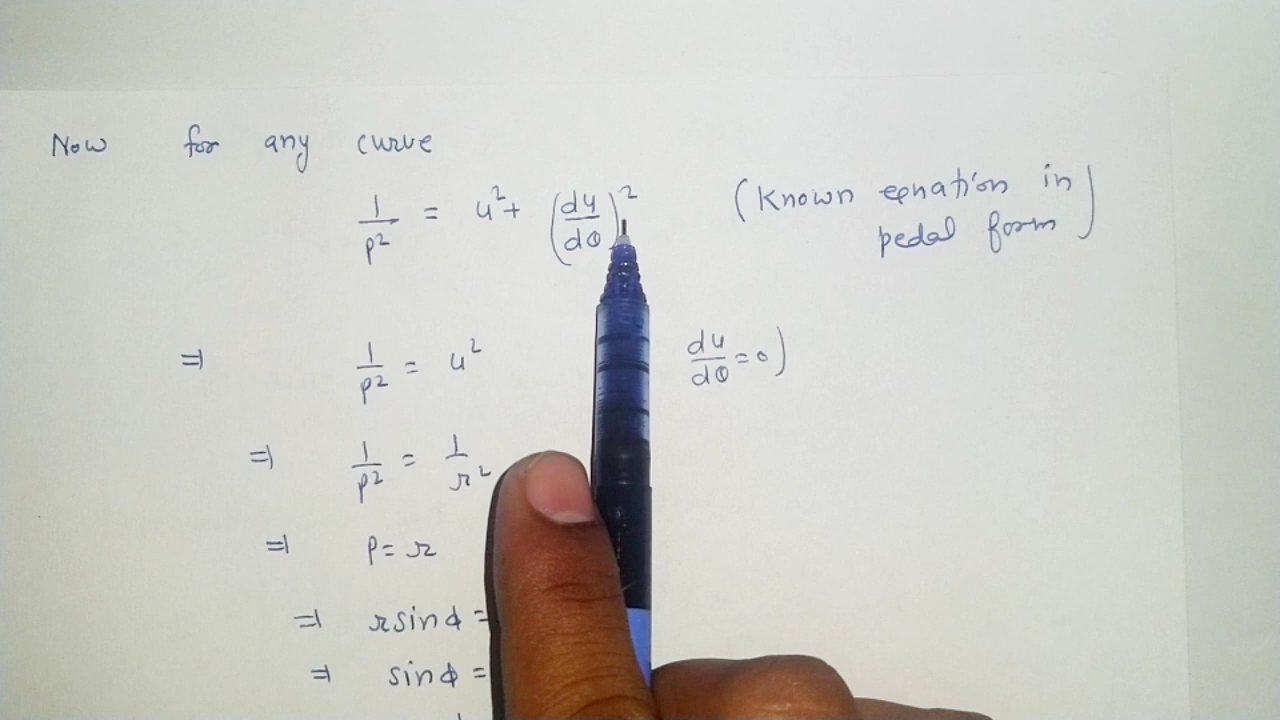 Now for any curve
1/p² = u² + (du/dθ)² (Known equation in
pedal form)
⇒ 1/p² = u² du/dθ = 0)
⇒ 1/p² = 1/r²
⇒ p = r
⇒ r sin ϕ =
⇒ sin ϕ =